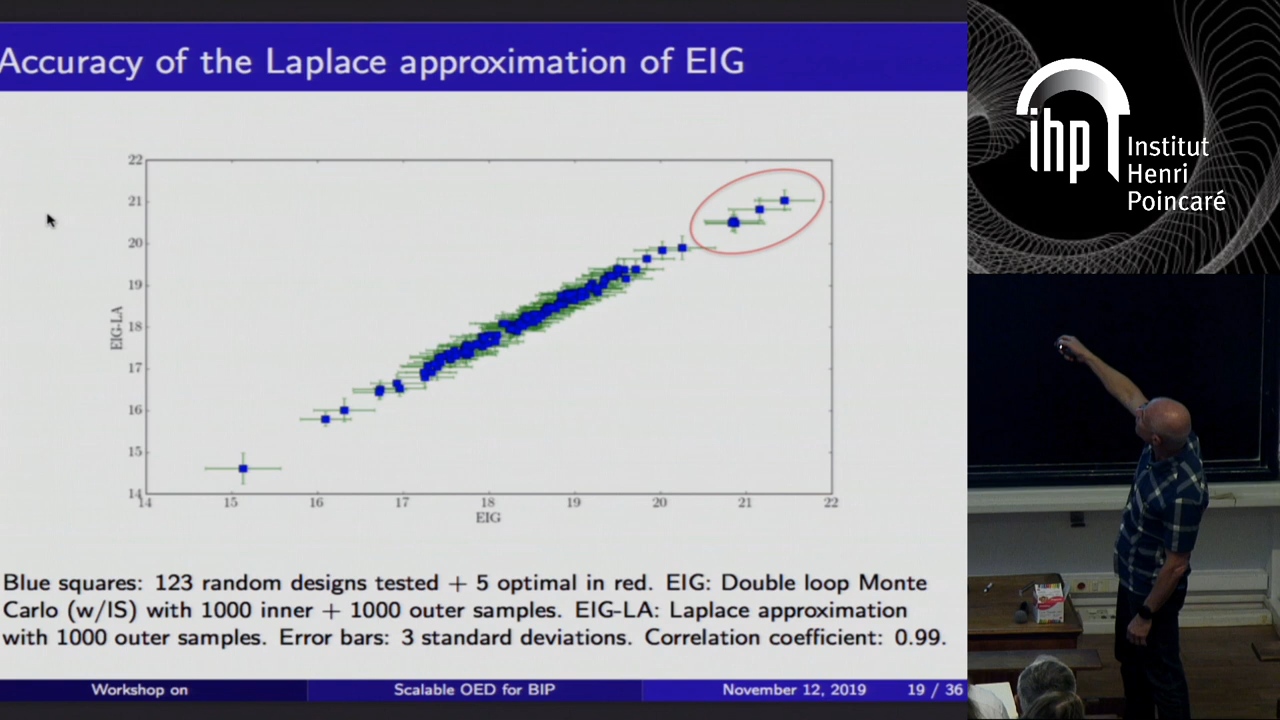 Accuracy of the Laplace approximation of EIG
ihp Institut
Henri
Poincaré
22
21
20
19
18
17
16
15
14
EIG-LA
14 15 16 17 18 19 20 21 22
EIG
Blue squares: 123 random designs tested + 5 optimal in red. EIG: Double loop Monte
Carlo (w/IS) with 1000 inner + 1000 outer samples. EIG-LA: Laplace approximation
with 1000 outer samples. Error bars: 3 standard deviations. Correlation coefficient: 0.99.
Workshop on Scalable OED for BIP November 12, 2019 19 / 36